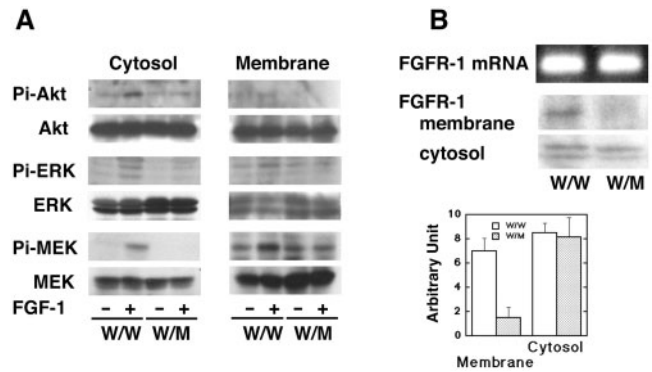 A
Cytosol Membrane
Pi-Akt
Akt
Pi-ERK
ERK
Pi-MEK
MEK
FGF-1 - + - + - + - +
W/W W/M W/W W/M
B
FGFR-1 mRNA
FGFR-1
membrane
cytosol
W/W W/M
10
8
6
4
2
0
Arbitrary Unit
W/W
W/M
Membrane
Cytosol